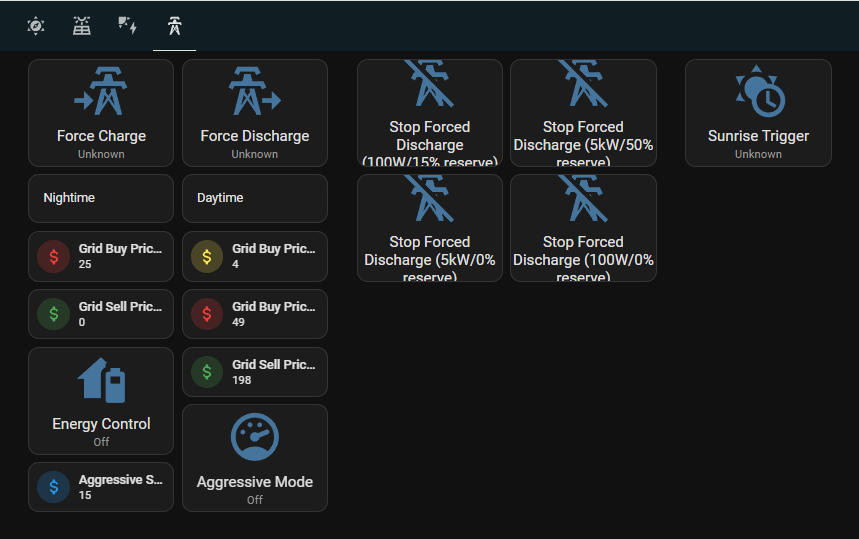 Force Charge
Unknown
Force Discharge
Unknown
Stop Forced
Discharge
(100W/15% reserve)
Stop Forced
Discharge (5kW/50%
reserve)
Sunrise Trigger
Unknown
Nightime
Daytime
Stop Forced
Discharge (5kW/0%
reserve)
Stop Forced
Discharge (100W/0%
reserve)
$ Grid Buy Pric...
25
$ Grid Buy Pric...
4
$ Grid Sell Pric...
0
$ Grid Buy Pric...
49
$ Grid Sell Pric...
198
Energy Control
Off
Aggressive Mode
Off
$ Aggressive S...
15